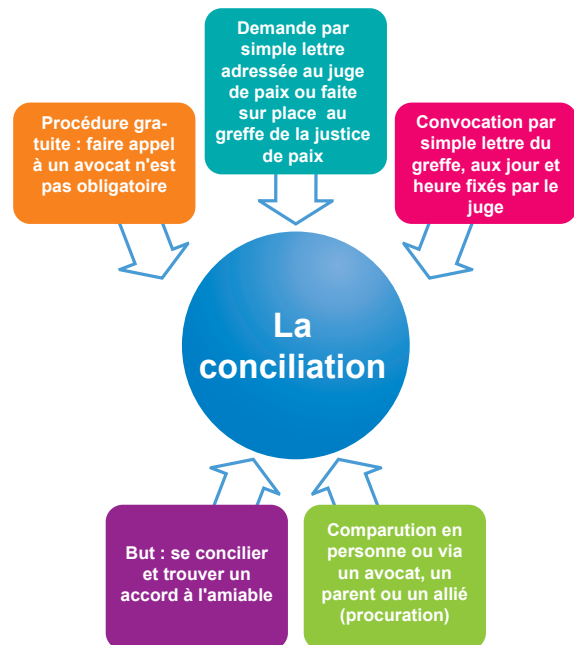 Demande par
simple lettre
adressée au juge
de paix ou faite
sur place au
greffe de la justice
de paix
Procédure gra-
tuite : faire appel
à un avocat n'est
pas obligatoire
Convocation par
simple lettre du
greffe, aux jour et
heure fixés par le
juge
La
conciliation
But : se concilier
et trouver un
accord à l'amiable
Comparution en
personne ou via
un avocat, un
parent ou un allié
(procuration)